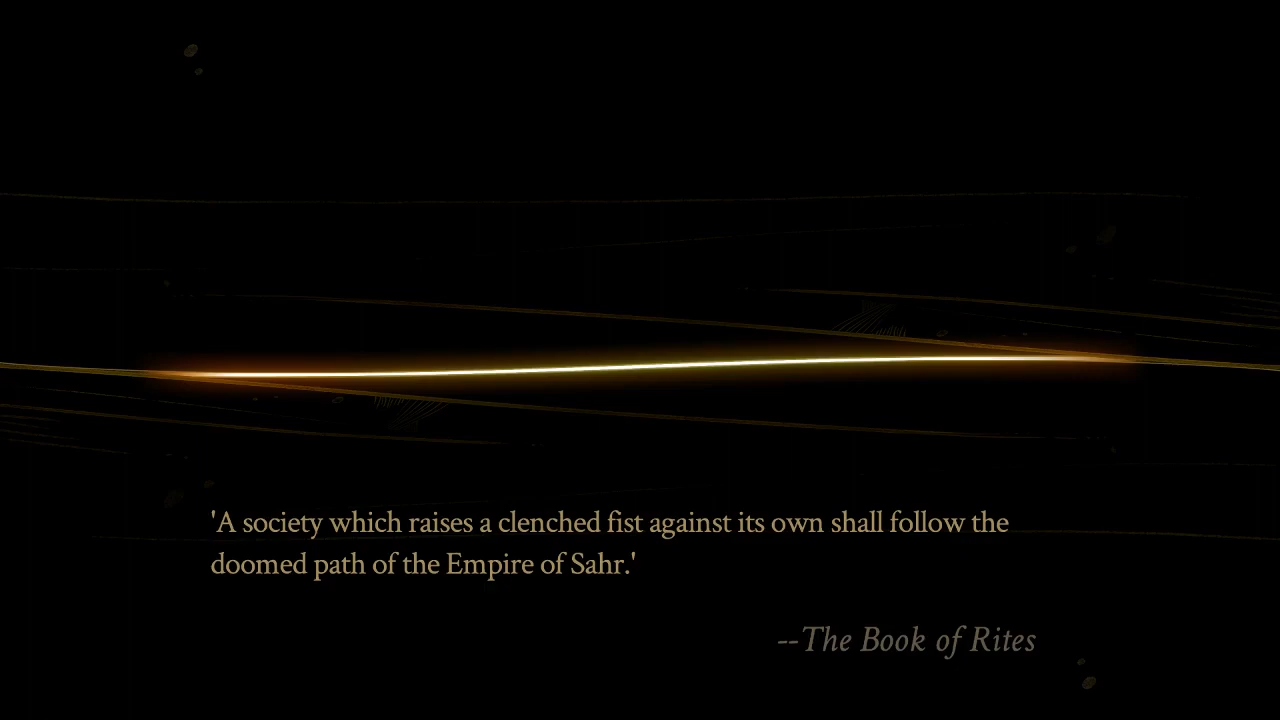 'A society which raises a clenched fist against its own shall follow the
doomed path of the Empire of Sahr.'
--The Book of Rites